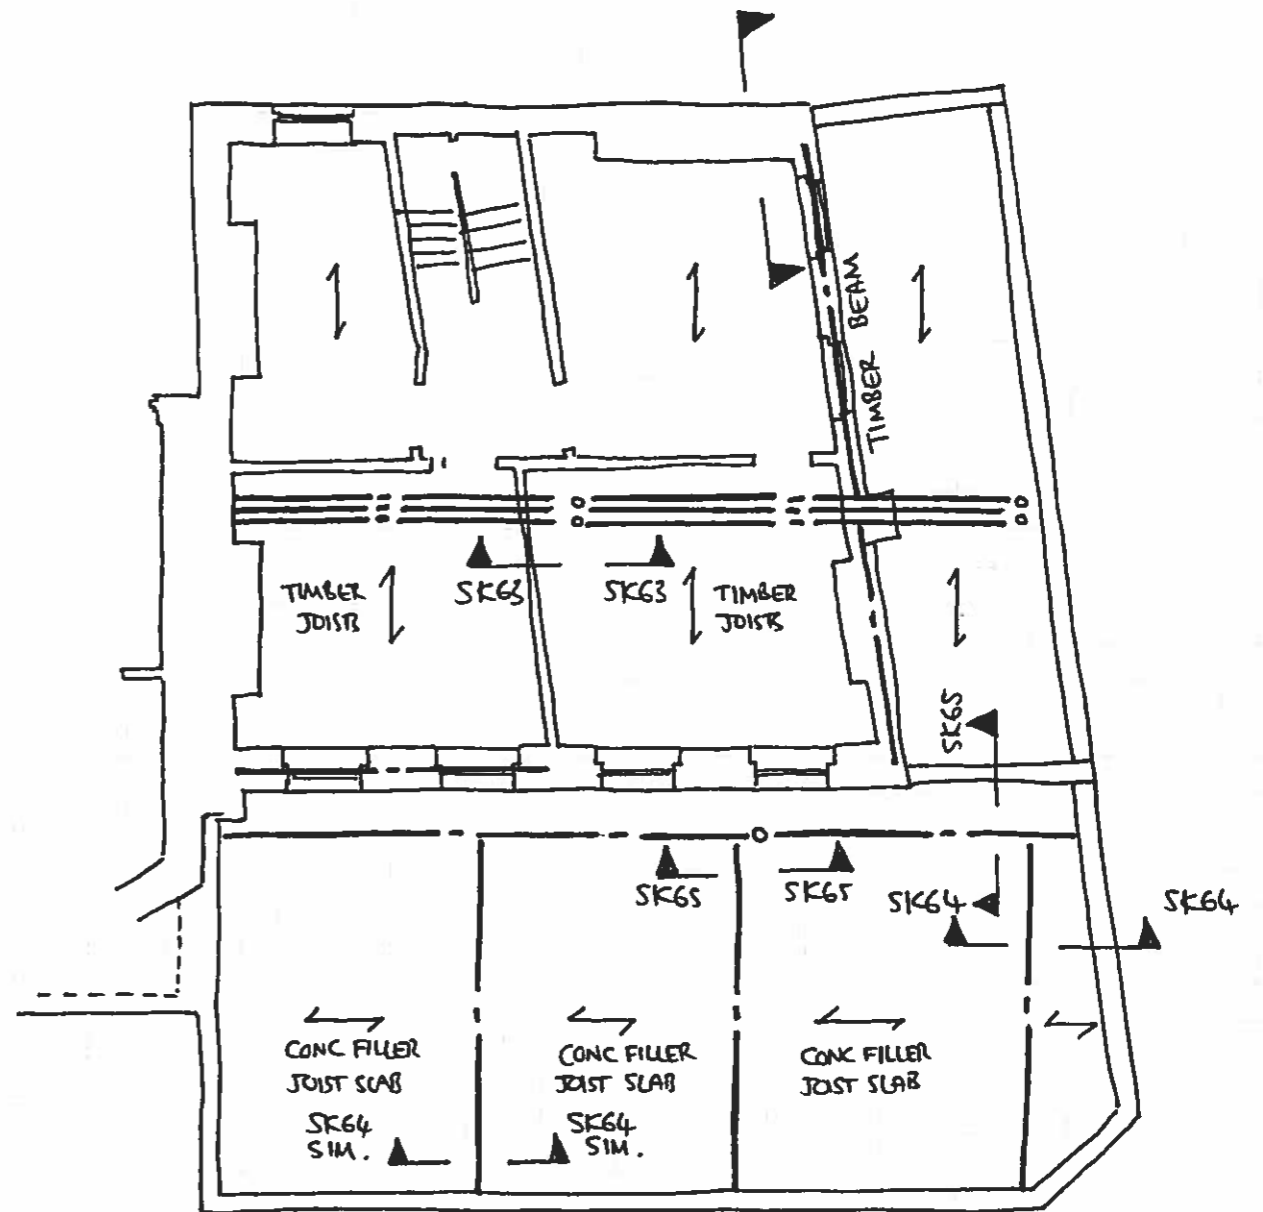 TIMBER BEAM
TIMBER
JOISTS
SK63
SK63
TIMBER
JOISTS
SK65
SK65
SK65
SK64
SK64
CONC FILLER
JOIST SLAB
CONC FILLER
JOIST SLAB
CONC FILLER
JOIST SLAB
SK64
SIM.
SK64
SIM.